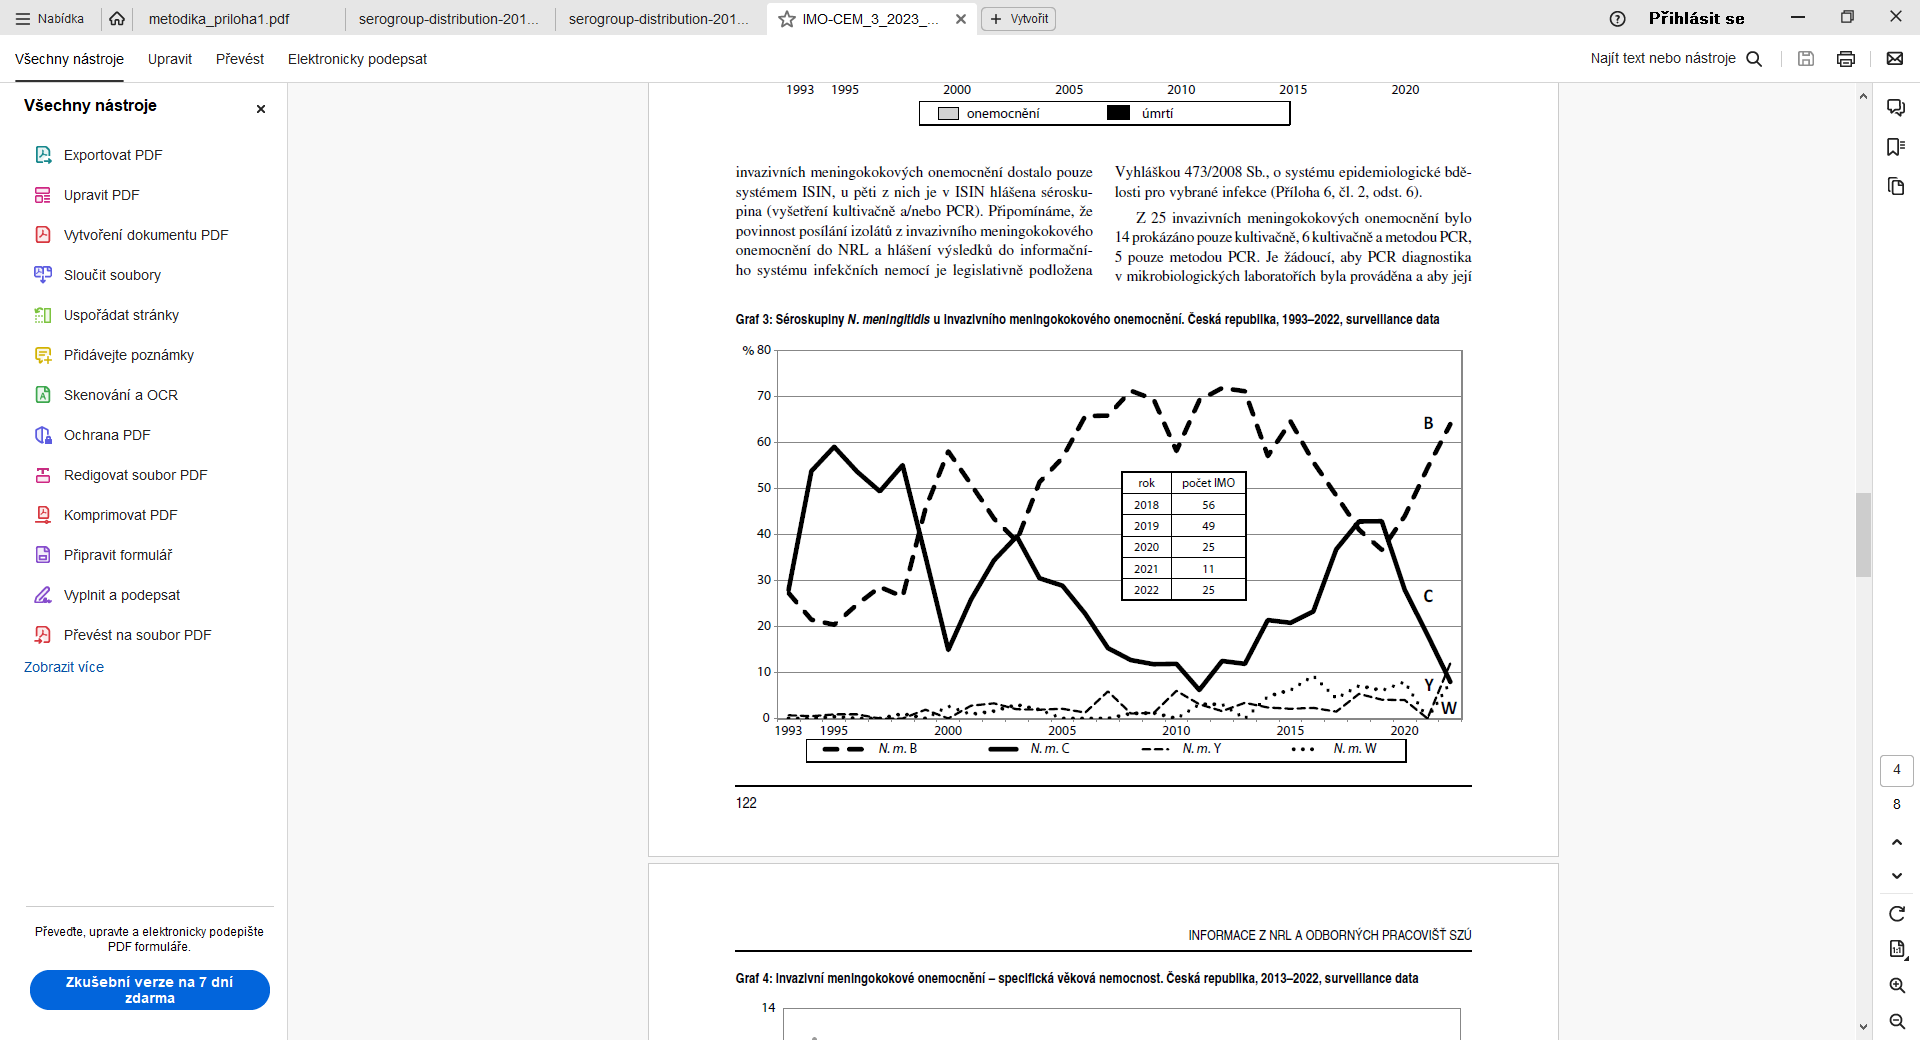 Nabídka
metodika_priloha1.pdf
serogroup-distribution-201...
serogroup-distribution-201...
IMO-CEM_3_2023_...
Vytvořit
Přihlásit se
Všechny nástroje
Upravit
Převést
Elektronicky podepsat
Najít text nebo nástroje
Všechny nástroje
Exportovat PDF
Upravit PDF
Vytvoření dokumentu PDF
Sloučit soubory
Uspořádat stránky
Přidávejte poznámky
Skenování a OCR
Ochrana PDF
Redigovat soubor PDF
Komprimovat PDF
Připravit formulář
Vyplnit a podepsat
Převést na soubor PDF
Zobrazit více
Převeďte, upravte a elektronicky podepište
PDF formuláře.
Zkušební verze na 7 dní
zdarma
1993 1995 2000 2005 2010 2015 2020
onemocnění úmrtí
invazivních meningokokových onemocnění dostalo pouze
systémem ISIN, u pěti z nich je v ISIN hlášena sérosku-
pina (vyšetření kultivačně a/nebo PCR). Připomínáme, že
povinnost posílání izolátů z invazivního meningokokového
onemocnění do NRL a hlášení výsledků do informační-
ho systému infekčních nemocí je legislativně podložena
Vyhláškou 473/2008 Sb., o systému epidemiologické bdě-
losti pro vybrané infekce (Příloha 6, čl. 2, odst. 6).
Z 25 invazivních meningokokových onemocnění bylo
14 prokázáno pouze kultivačně, 6 kultivačně a metodou PCR,
5 pouze metodou PCR. Je žádoucí, aby PCR diagnostika
v mikrobiologických laboratořích byla prováděna a aby její
Graf 3: Séroskupiny N. meningitidis u invazivního meningokokového onemocnění. Česká republika, 1993–2022, surveillance data
% 80
70
60
50
40
30
20
10
0
B
C
Y
W
rok počet IMO
2018 56
2019 49
2020 25
2021 11
2022 25
1993 1995 2000 2005 2010 2015 2020
N. m. B N. m. C N. m. Y N. m. W
122
INFORMACE Z NRL A ODBORNÝCH PRACOVIŠŤ SZÚ
Graf 4: Invazivní meningokokové onemocnění – specifická věková nemocnost. Česká republika, 2013–2022, surveillance data
14
4
8
1:1